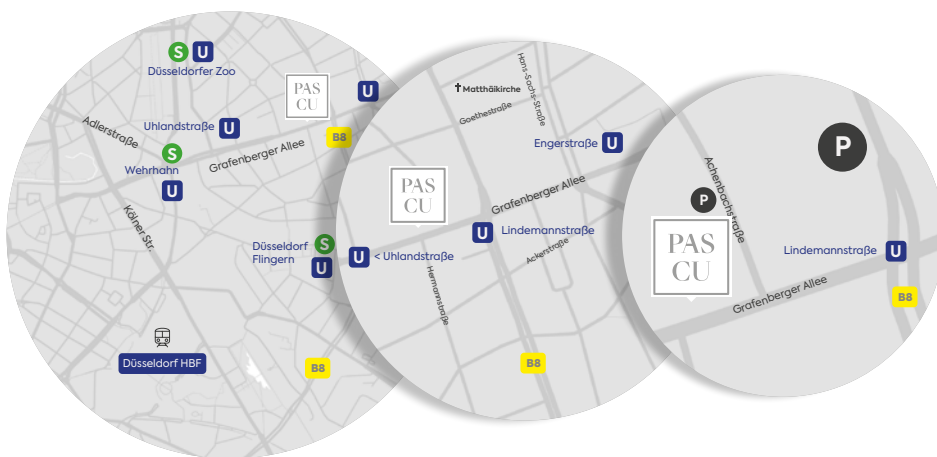 S U
Düsseldorfer Zoo
PAS
CU
U
Adlerstraße
Uhlandstraße U
B8
S
Wehrhahn
U
Grafenberger Allee
Kölner Str.
Düsseldorf
Flingern
S
U
Düsseldorf HBF
B8
Matthäikirche
Hans-Sachs-Straße
Goethestraße
Engerstraße U
PAS
CU
Grafenberger Allee
U Lindemannstraße
U < Uhlandstraße
Ackerstraße
Hermannstraße
B8
P
Achenbachstraße
P
PAS
CU
Lindemannstraße U
Grafenberger Allee
B8